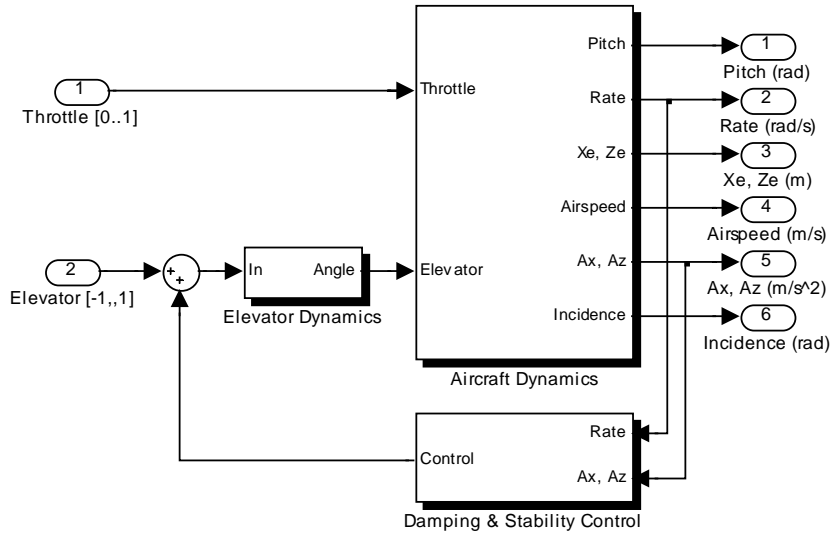 Pitch
1
Pitch (rad)
1
Throttle [0..1]
Throttle
Rate
2
Rate (rad/s)
Xe, Ze
3
Xe, Ze (m)
Airspeed
4
Airspeed (m/s)
2
Elevator [-1,,1]
+
+
In
Angle
Elevator Dynamics
Elevator
Ax, Az
5
Ax, Az (m/s^2)
Incidence
6
Incidence (rad)
Aircraft Dynamics
Rate
Control
Ax, Az
Damping & Stability Control